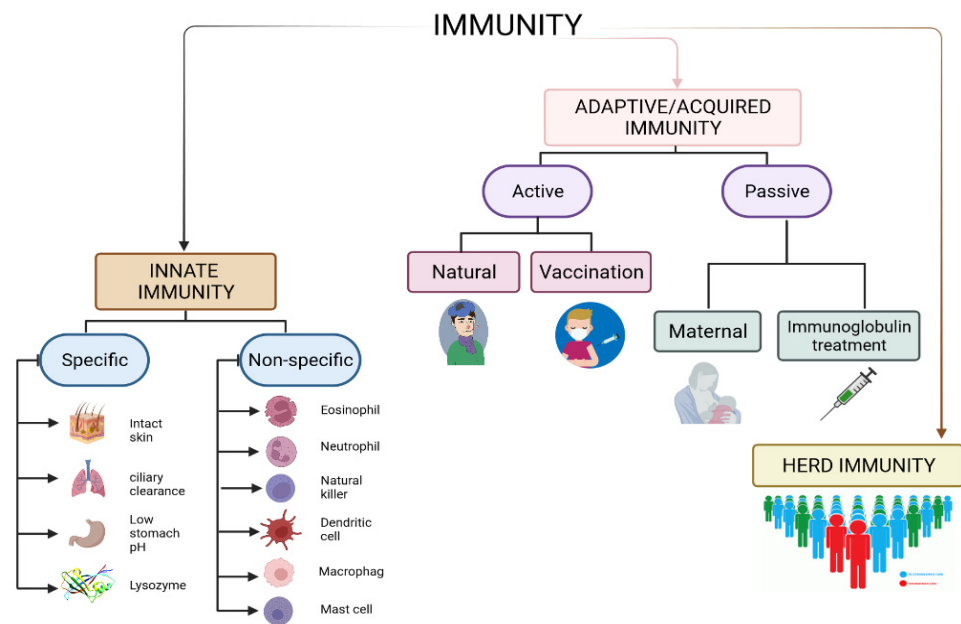 IMMUNITY
ADAPTIVE/ACQUIRED
IMMUNITY
Active
Passive
Natural
Vaccination
Maternal
Immunoglobulin
treatment
INNATE
IMMUNITY
Specific
Non-specific
Intact
skin
ciliary
clearance
Low
stomach
pH
Lysozyme
Eosinophil
Neutrophil
Natural
killer
Dendritic
cell
Macrophag
Mast cell
HERD IMMUNITY